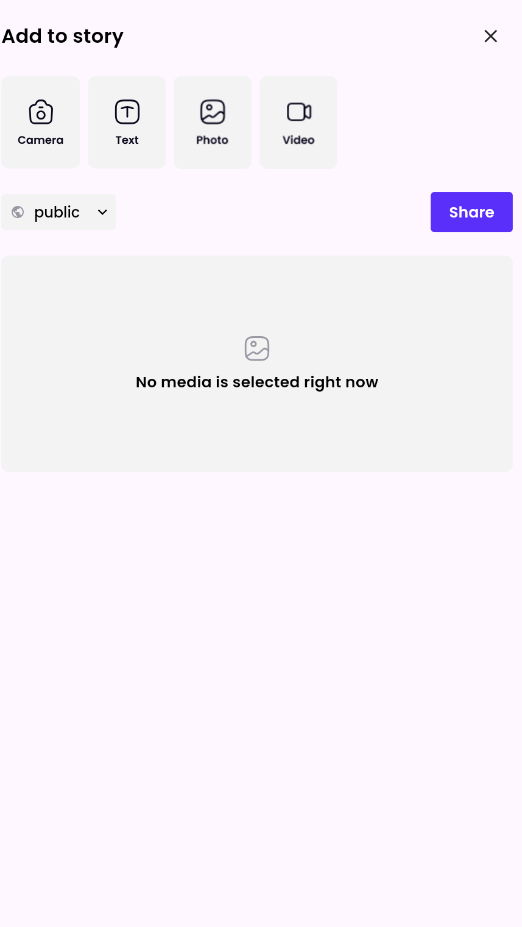 Add to story
Camera
Text
Photo
Video
public
Share
No media is selected right now